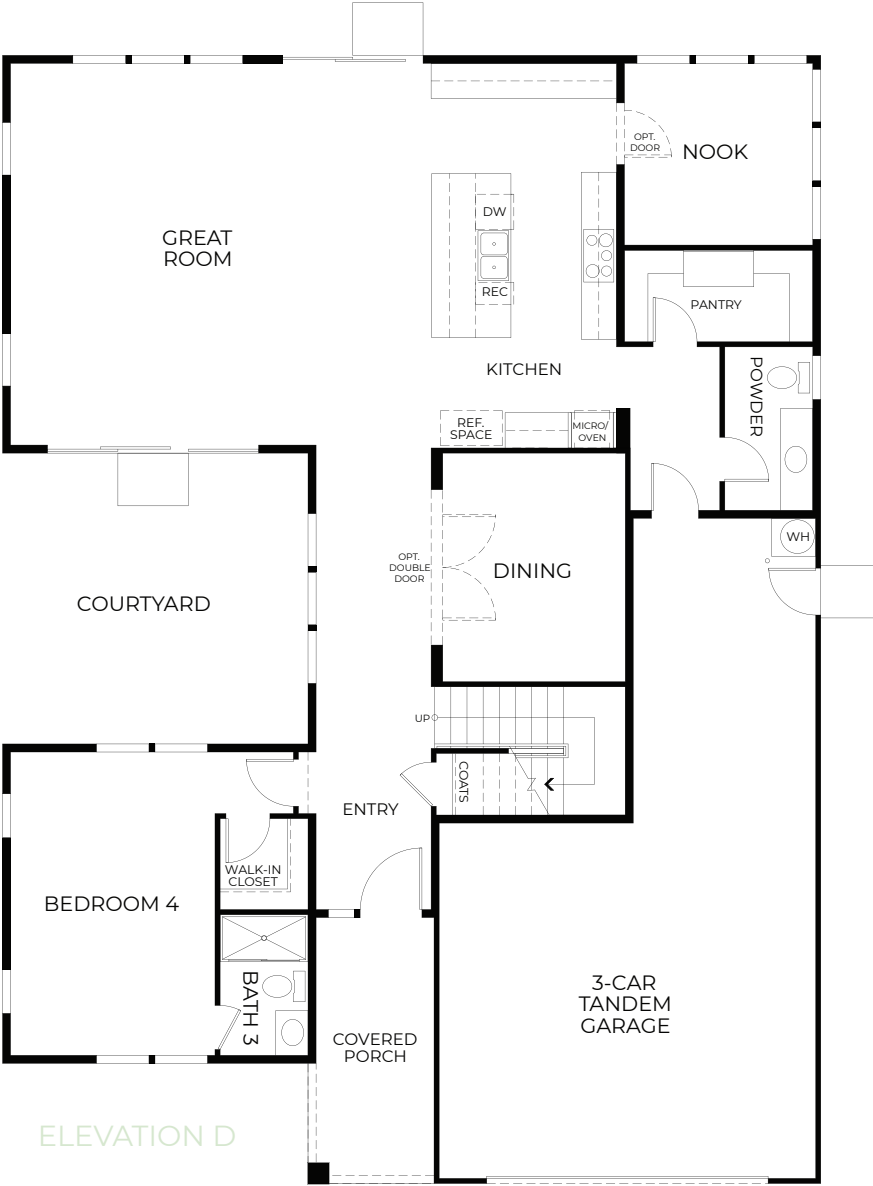 OPT.
DOOR
NOOK
DW
GREAT
ROOM
REC
PANTRY
KITCHEN
POWDER
REF.
SPACE
MICRO/
OVEN
WH
OPT.
DOUBLE
DOOR
DINING
COURTYARD
UP
COATS
ENTRY
WALK-IN
CLOSET
BEDROOM 4
BATH 3
3-CAR
TANDEM
GARAGE
COVERED
PORCH
ELEVATION D